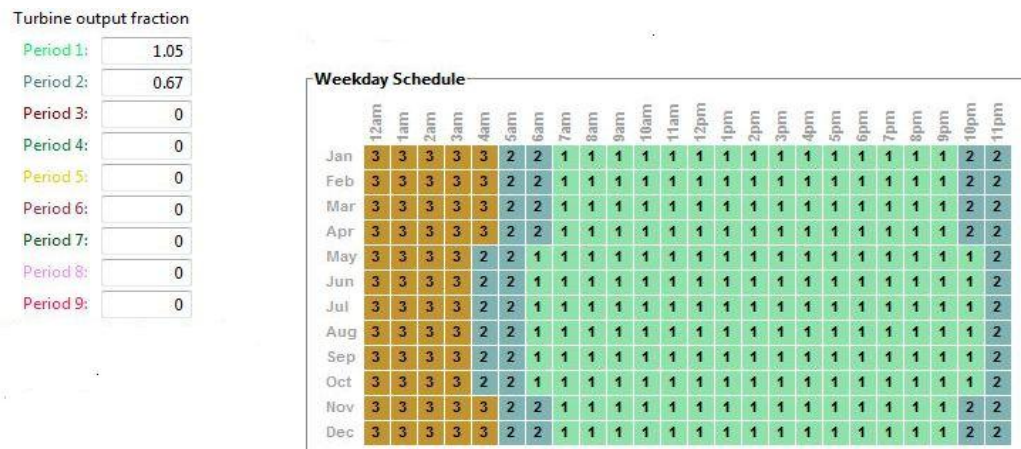 Turbine output fraction
Period 1: 1.05
Period 2: 0.67
Period 3: 0
Period 4: 0
Period 5: 0
Period 6: 0
Period 7: 0
Period 8: 0
Period 9: 0
Weekday Schedule
12am 1am 2am 3am 4am 5am 6am 7am 8am 9am 10am 11am 12pm 1pm 2pm 3pm 4pm 5pm 6pm 7pm 8pm 9pm 10pm 11pm
Jan 3 3 3 3 3 2 2 1 1 1 1 1 1 1 1 1 1 1 1 1 1 1 2 2
Feb 3 3 3 3 3 2 2 1 1 1 1 1 1 1 1 1 1 1 1 1 1 1 2 2
Mar 3 3 3 3 3 2 2 1 1 1 1 1 1 1 1 1 1 1 1 1 1 1 2 2
Apr 3 3 3 3 3 2 2 1 1 1 1 1 1 1 1 1 1 1 1 1 1 1 2 2
May 3 3 3 3 2 2 1 1 1 1 1 1 1 1 1 1 1 1 1 1 1 1 1 2
Jun 3 3 3 3 2 2 1 1 1 1 1 1 1 1 1 1 1 1 1 1 1 1 1 2
Jul 3 3 3 3 2 2 1 1 1 1 1 1 1 1 1 1 1 1 1 1 1 1 1 2
Aug 3 3 3 3 2 2 1 1 1 1 1 1 1 1 1 1 1 1 1 1 1 1 1 2
Sep 3 3 3 3 2 2 1 1 1 1 1 1 1 1 1 1 1 1 1 1 1 1 1 2
Oct 3 3 3 3 2 2 1 1 1 1 1 1 1 1 1 1 1 1 1 1 1 1 1 2
Nov 3 3 3 3 3 2 2 1 1 1 1 1 1 1 1 1 1 1 1 1 1 1 2 2
Dec 3 3 3 3 3 2 2 1 1 1 1 1 1 1 1 1 1 1 1 1 1 1 2 2